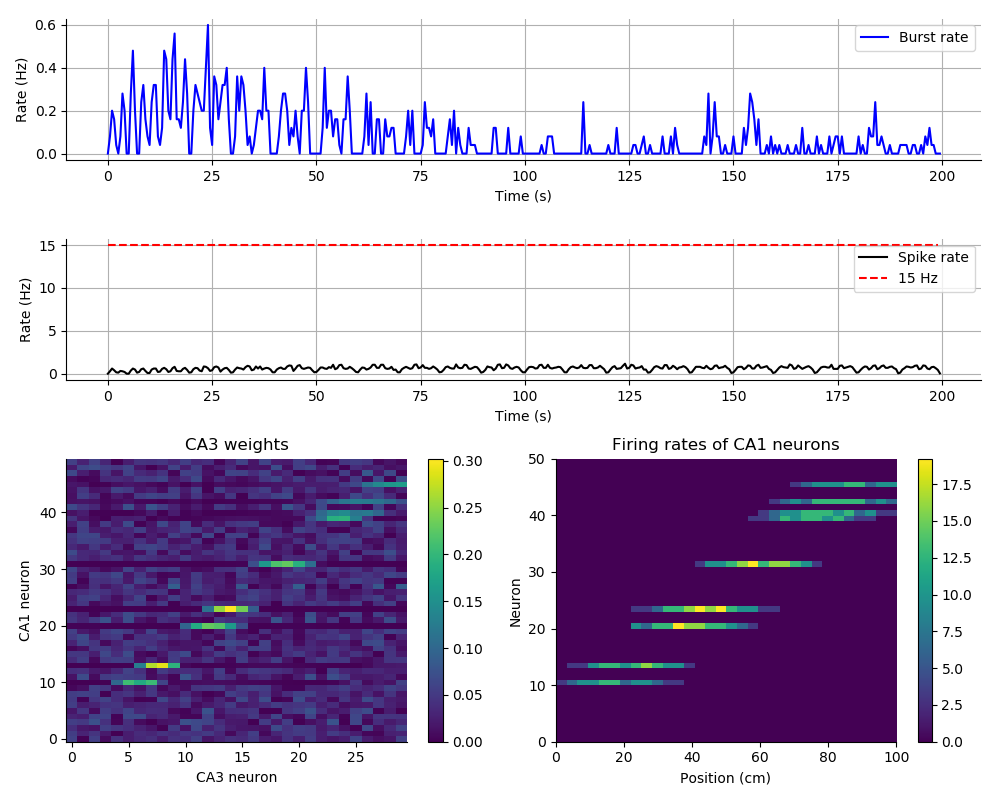 0.6
0.4
0.2
0.0
Rate (Hz)
Burst rate
0 25 50 75 100 125 150 175 200
Time (s)
15
10
5
0
Rate (Hz)
Spike rate
15 Hz
0 25 50 75 100 125 150 175 200
Time (s)
CA3 weights
40
30
20
10
0
CA1 neuron
0 5 10 15 20 25
CA3 neuron
0.30
0.25
0.20
0.15
0.10
0.05
0.00
Firing rates of CA1 neurons
50
40
30
20
10
0
Neuron
0 20 40 60 80 100
Position (cm)
17.5
15.0
12.5
10.0
7.5
5.0
2.5
0.0